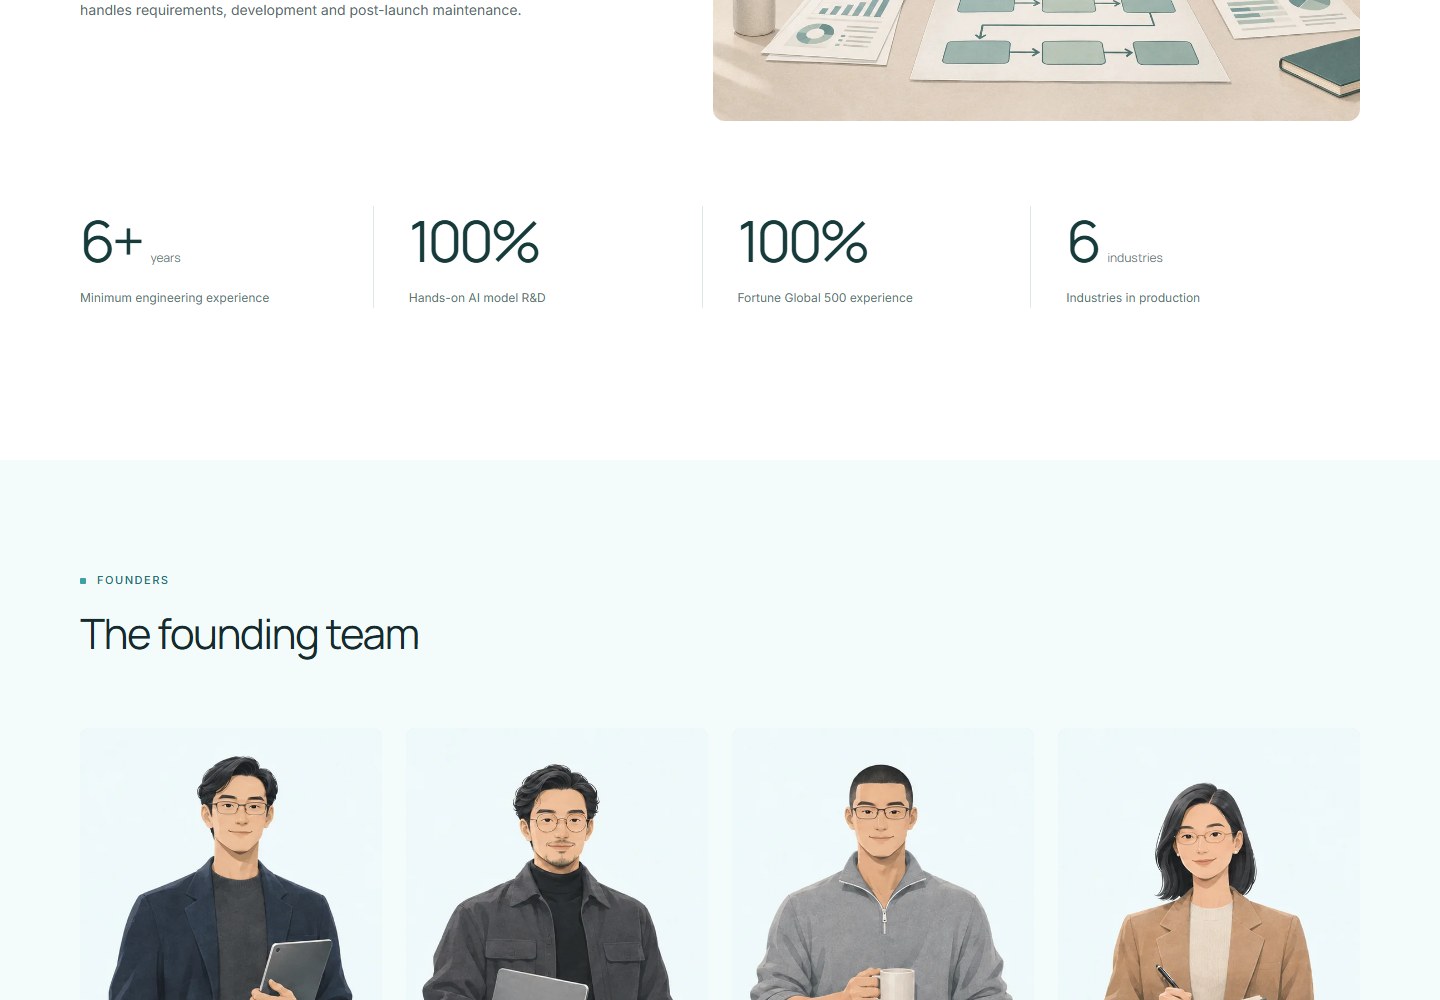 handles requirements, development and post-launch maintenance.
6+ years
Minimum engineering experience
100%
Hands-on AI model R&D
100%
Fortune Global 500 experience
6 industries
Industries in production
FOUNDERS
The founding team